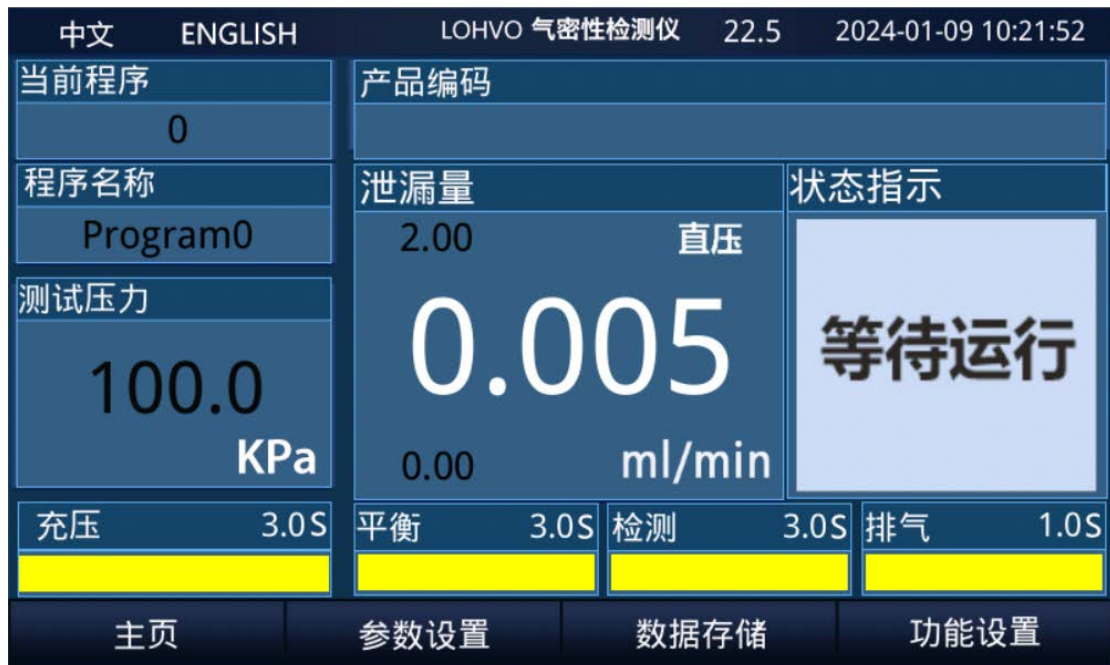 中文 ENGLISH LOHVO 气密性检测仪 22.5 2024-01-09 10:21:52
当前程序
0
产品编码
程序名称
Program0
测试压力
100.0
KPa
泄漏量
2.00 直压
0.005
0.00 ml/min
状态指示
等待运行
充压 3.0S 平衡 3.0S 检测 3.0S 排气 1.0S
主页 参数设置 数据存储 功能设置